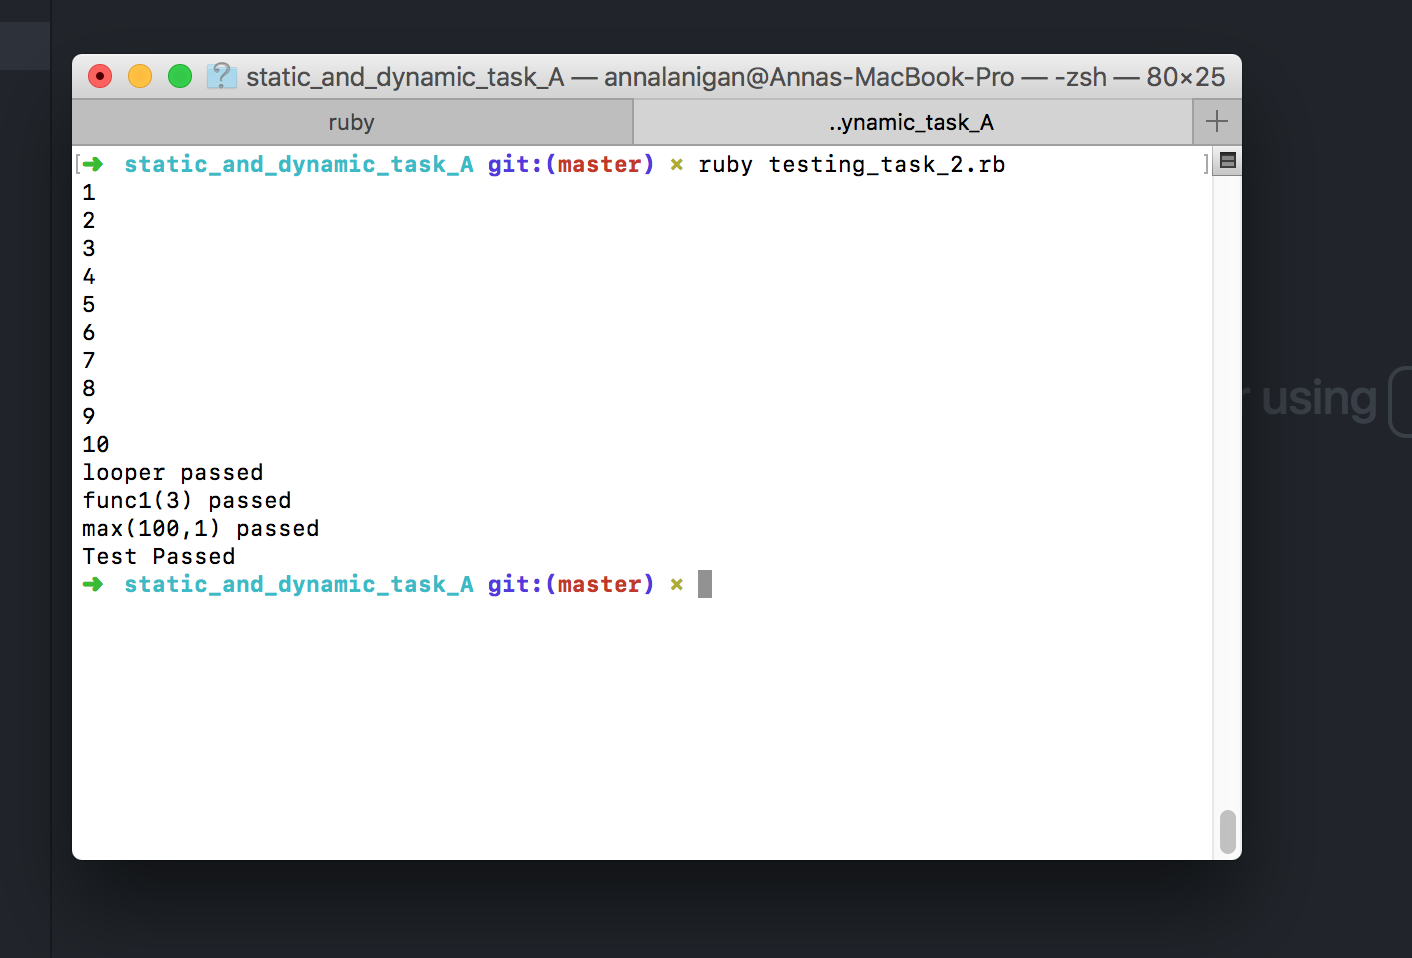 static_and_dynamic_task_A — annalanigan@Annas-MacBook-Pro — -zsh — 80×25
ruby
..ynamic_task_A
[➜ static_and_dynamic_task_A git:(master) × ruby testing_task_2.rb ]
1
2
3
4
5
6
7
8
9
10
looper passed
func1(3) passed
max(100,1) passed
Test Passed
➜ static_and_dynamic_task_A git:(master) ×
using